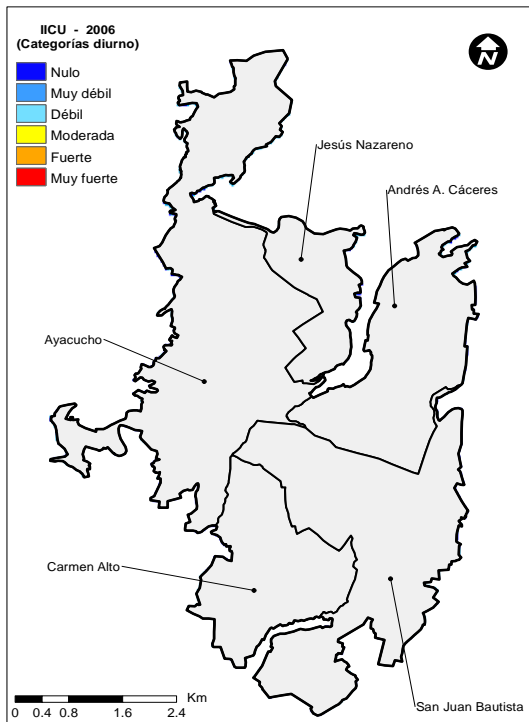 IICU - 2006
(Categorías diurno)
Nulo
Muy débil
Débil
Moderada
Fuerte
Muy fuerte
N
Jesús Nazareno
Andrés A. Cáceres
Ayacucho
Carmen Alto
San Juan Bautista
Km
0 0.4 0.8 1.6 2.4